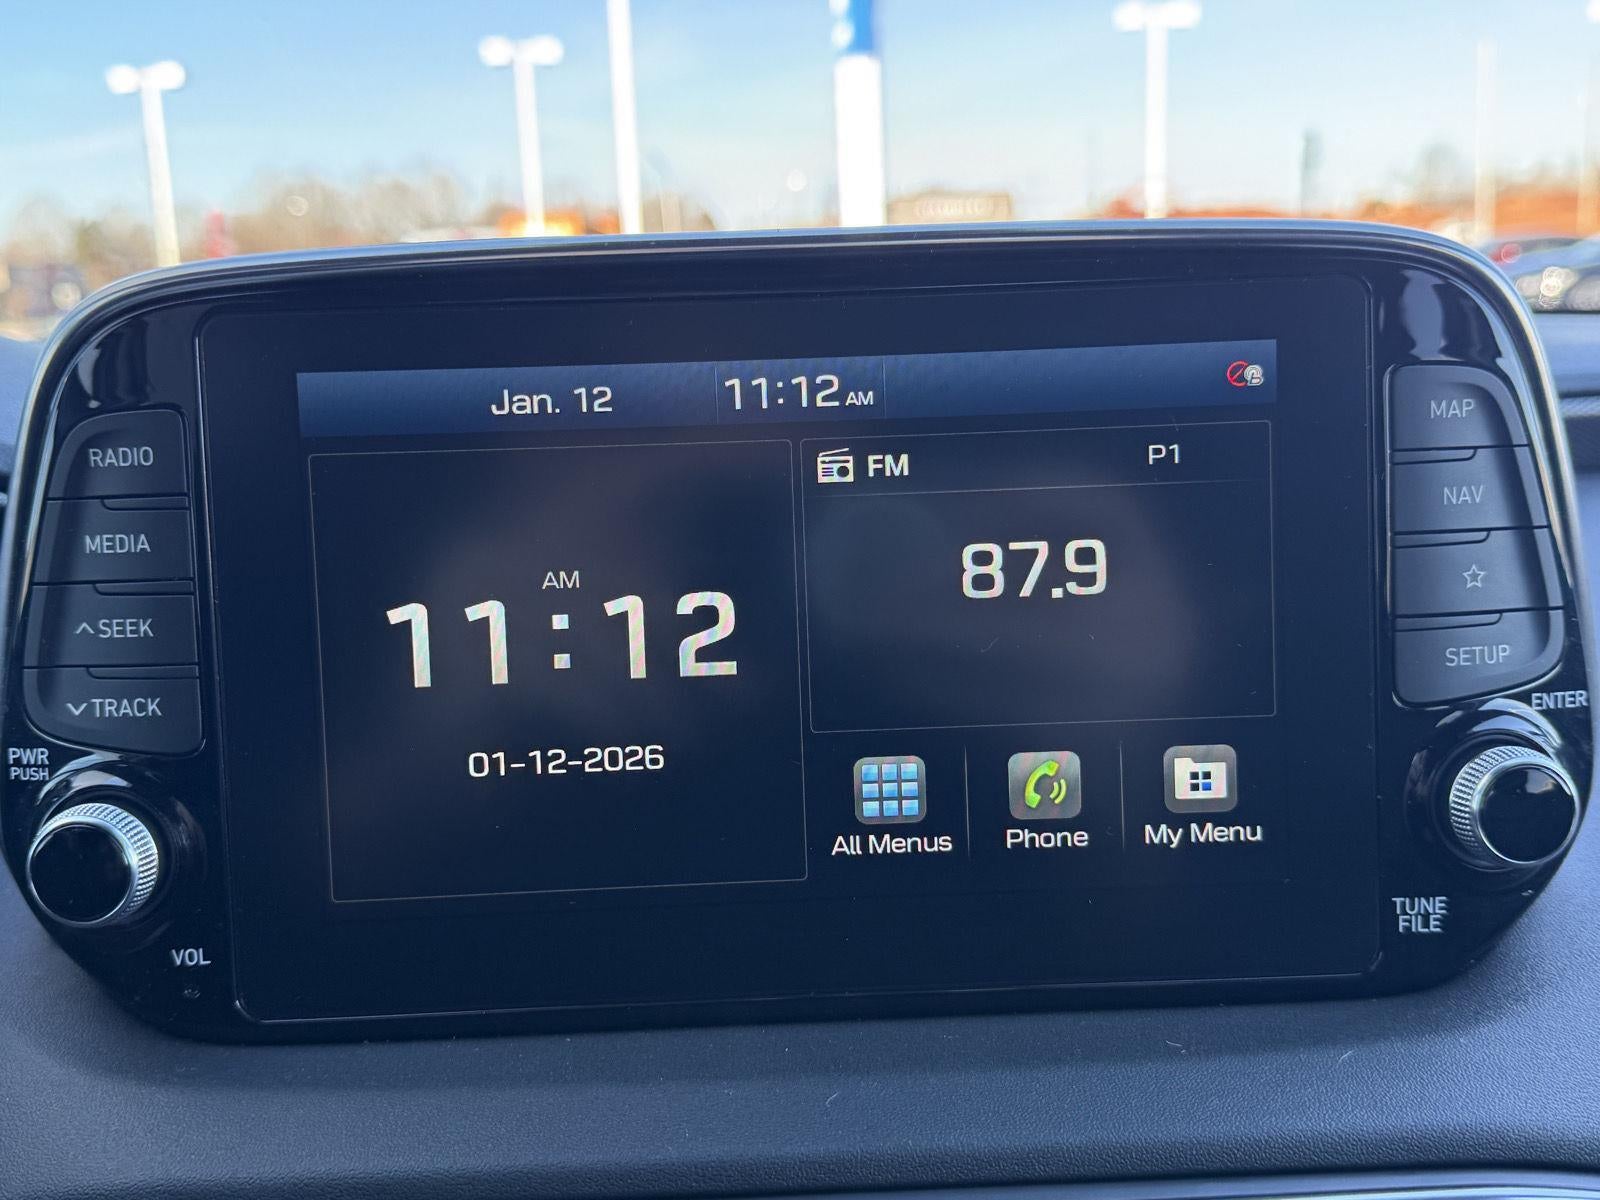 Jan. 12
11:12 AM
RADIO
MEDIA
SEEK
TRACK
PWR
PUSH
VOL
AM
11:12
01-12-2026
FM
P1
87.9
All Menus
Phone
My Menu
MAP
NAV
SETUP
ENTER
TUNE
FILE